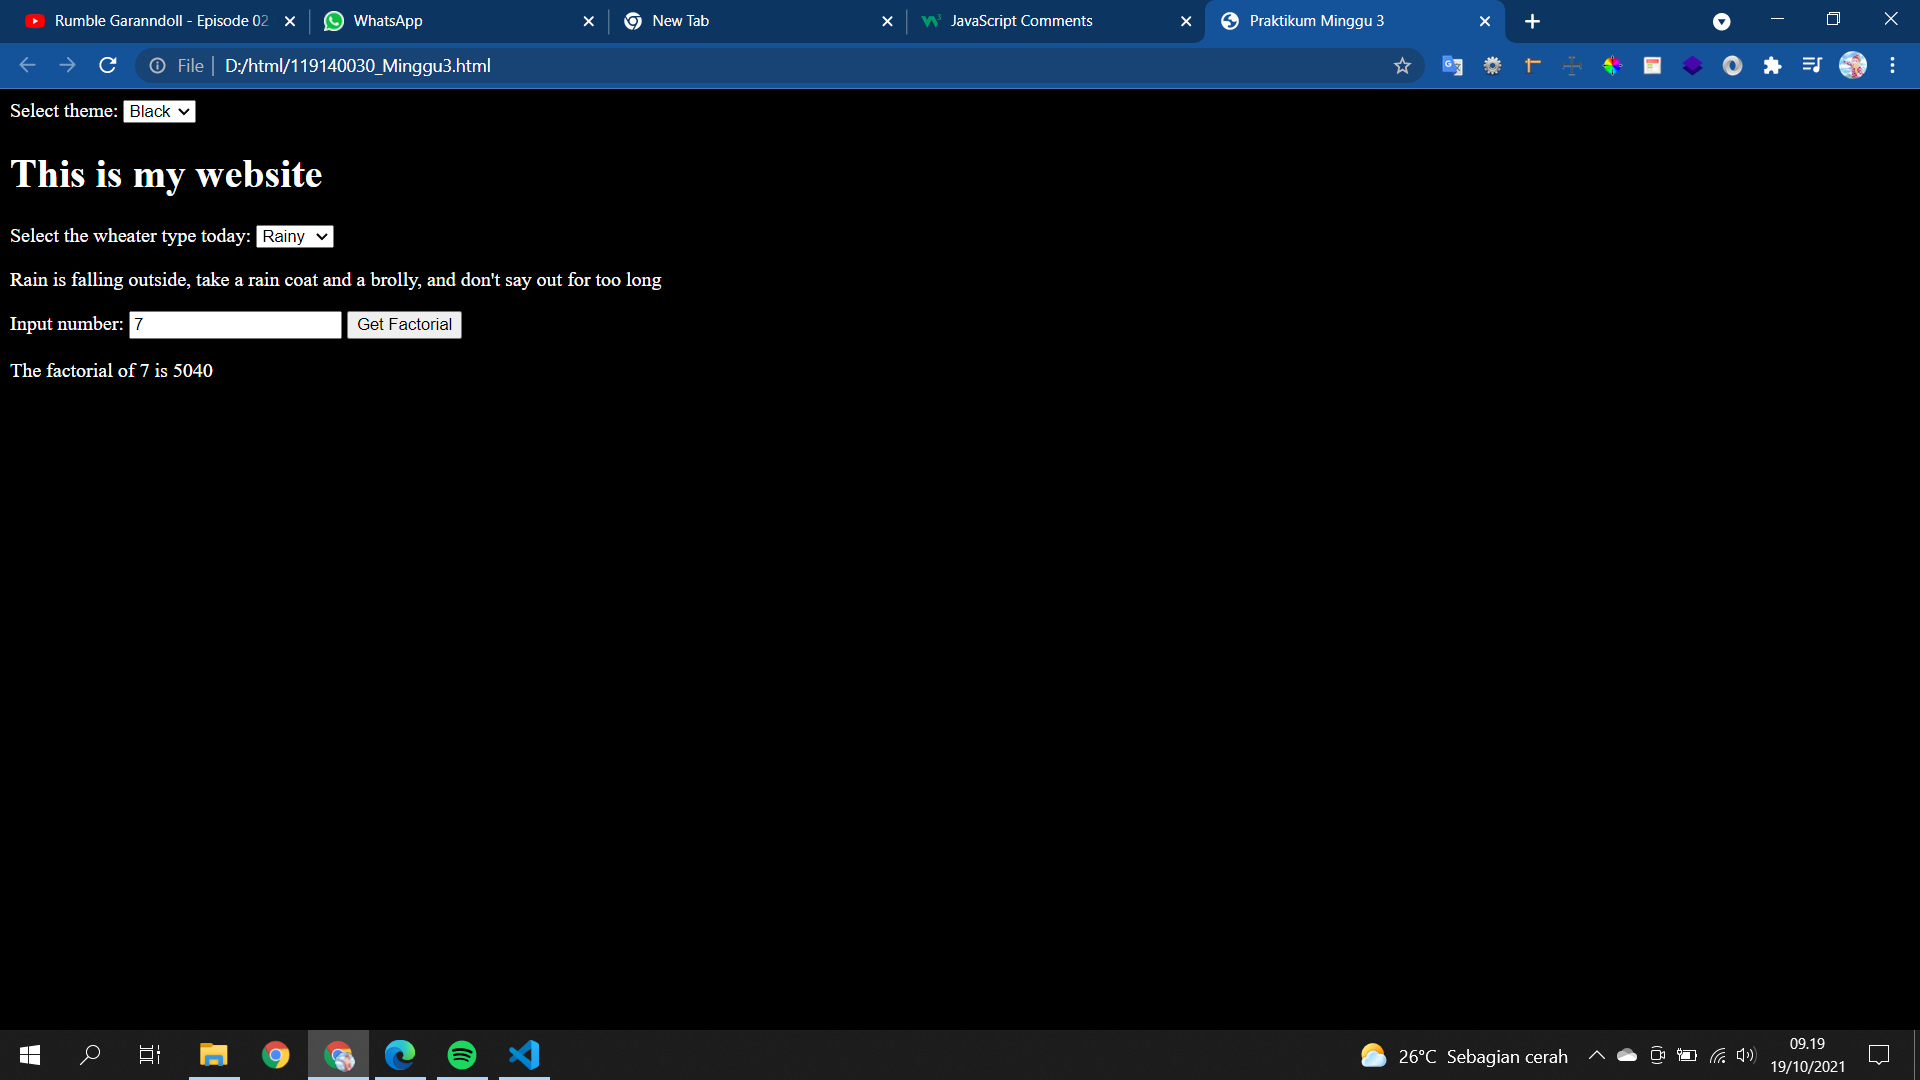 Rumble Garanndoll - Episode 02
WhatsApp
New Tab
JavaScript Comments
Praktikum Minggu 3
File
D:/html/119140030_Minggu3.html
Select theme: Black
This is my website
Select the wheater type today: Rainy
Rain is falling outside, take a rain coat and a brolly, and don't say out for too long
Input number: 7 Get Factorial
The factorial of 7 is 5040
26°C Sebagian cerah
09.19
19/10/2021